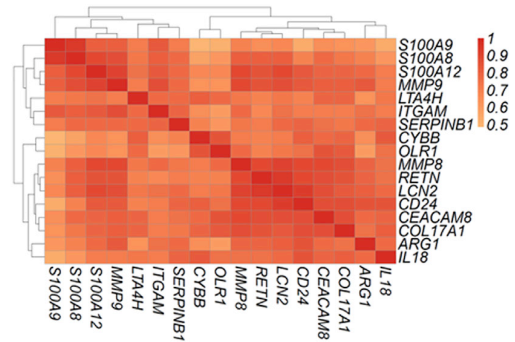 S100A9
S100A8
S100A12
MMP9
LTA4H
ITGAM
SERPINB1
CYBB
OLR1
MMP8
RETN
LCN2
CD24
CEACAM8
COL17A1
ARG1
IL18
1
0.9
0.8
0.7
0.6
0.5
S100A9
S100A8
S100A12
MMP9
LTA4H
ITGAM
SERPINB1
CYBB
OLR1
MMP8
RETN
LCN2
CD24
CEACAM8
COL17A1
ARG1
IL18